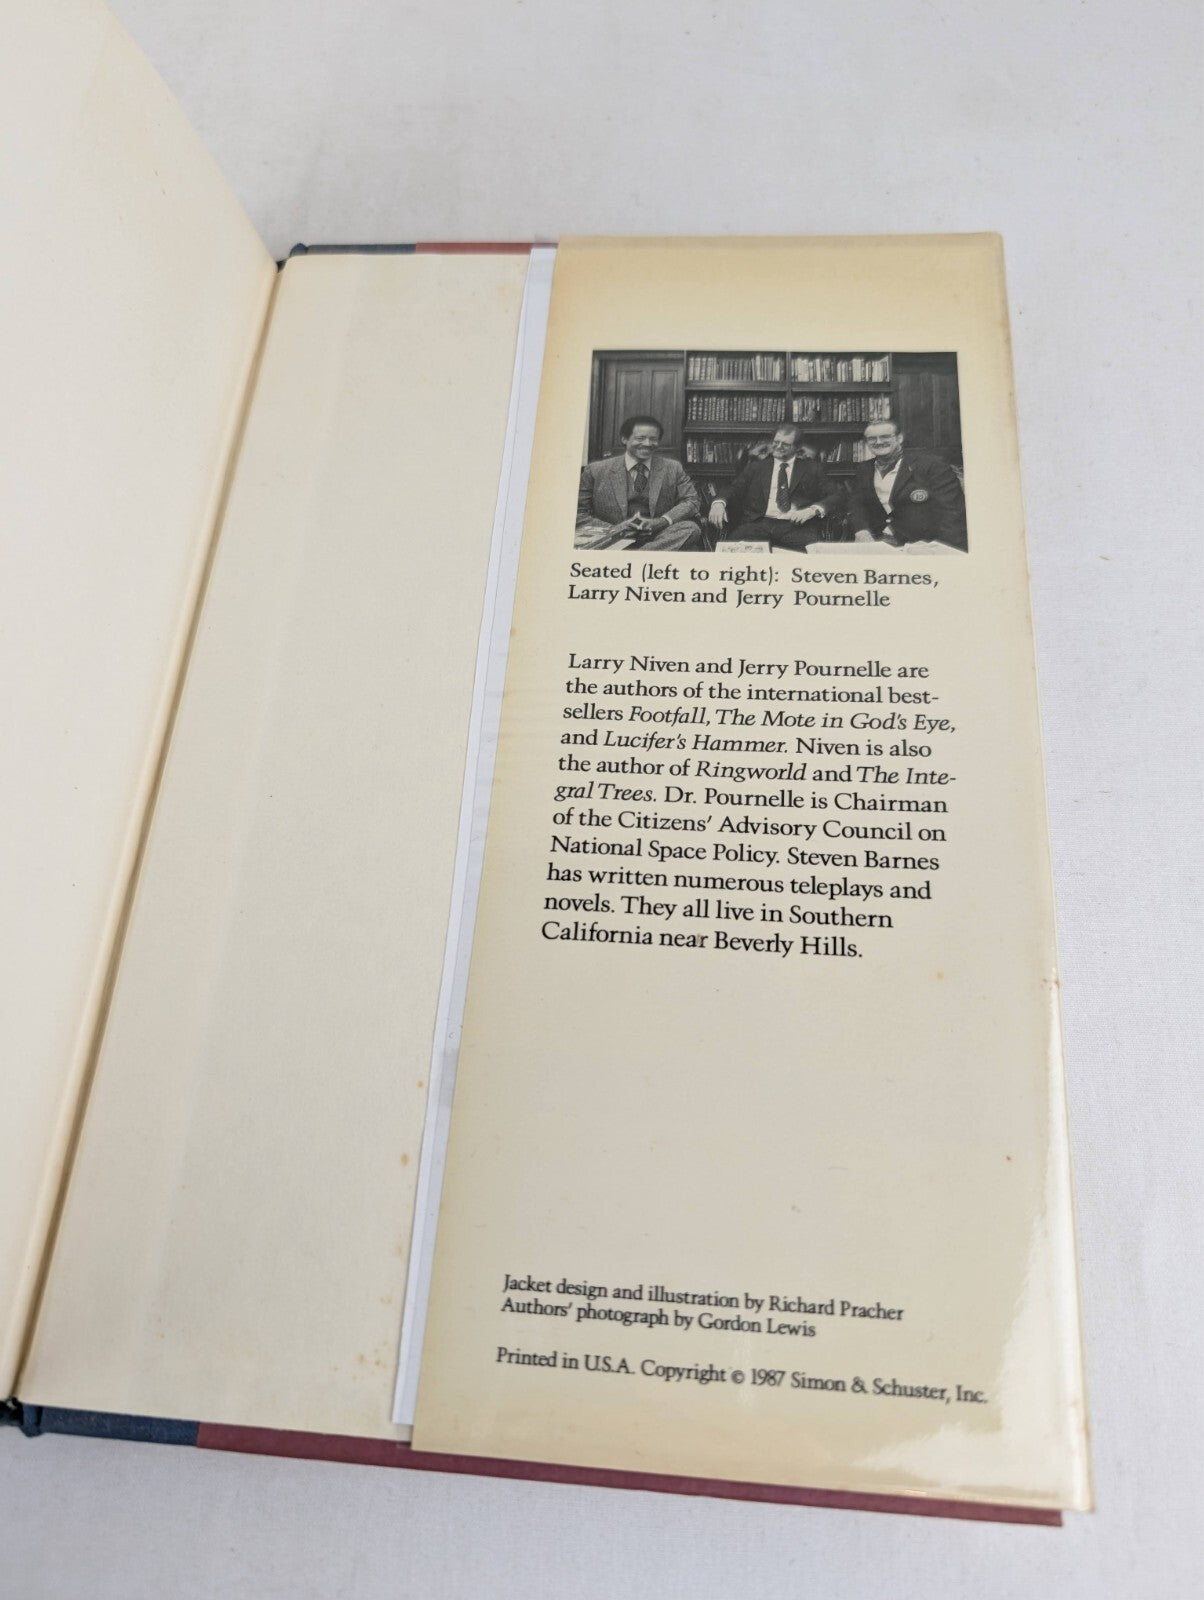 Seated (left to right): Steven Barnes,
Larry Niven and Jerry Pournelle
Larry Niven and Jerry Pournelle are
the authors of the international best-
sellers Footfall, The Mote in God's Eye,
and Lucifer's Hammer. Niven is also
the author of Ringworld and The Inte-
gral Trees. Dr. Pournelle is Chairman
of the Citizens' Advisory Council on
National Space Policy. Steven Barnes
has written numerous teleplays and
novels. They all live in Southern
California near Beverly Hills.
Jacket design and illustration by Richard Pracher
Authors' photograph by Gordon Lewis
Printed in U.S.A. Copyright © 1987 Simon & Schuster, Inc.